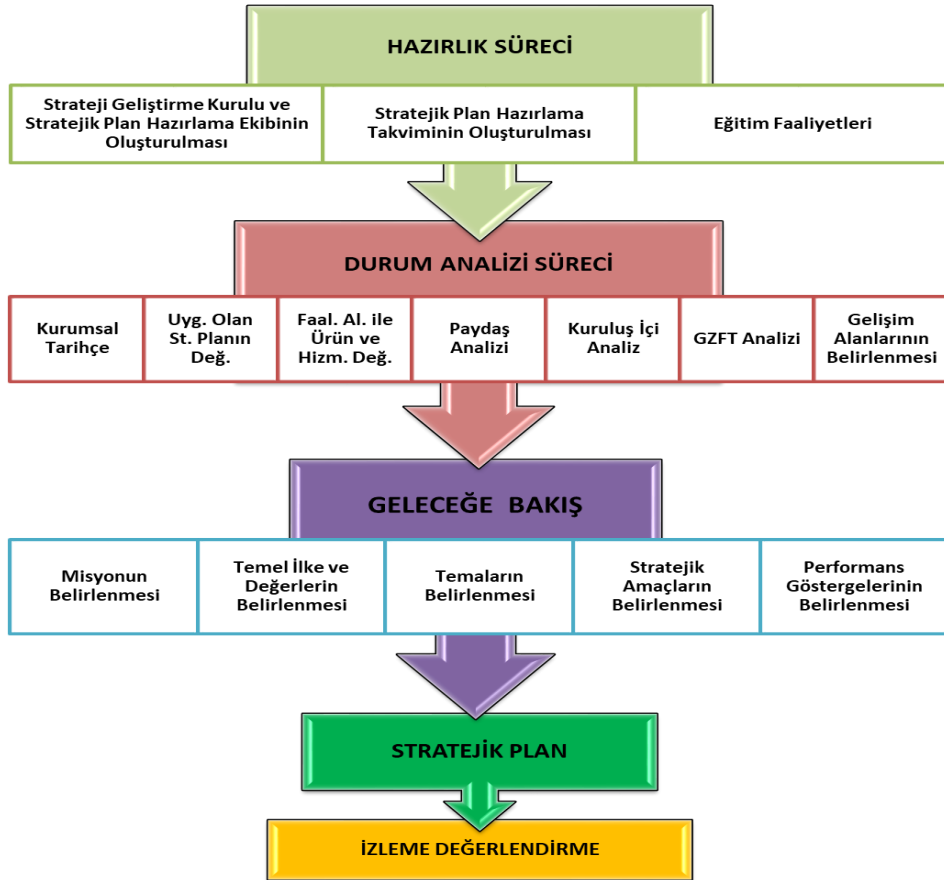 HAZIRLIK SÜRECİ
Strateji Geliştirme Kurulu ve
Stratejik Plan Hazırlama Ekibinin
Oluşturulması
Stratejik Plan Hazırlama
Takviminin Oluşturulması
Eğitim Faaliyetleri
DURUM ANALİZİ SÜRECİ
Kurumsal
Tarihçe
Uyg. Olan
St. Planın
Değ.
Faal. Al. ile
Ürün ve
Hizm. Değ.
Paydaş
Analizi
Kuruluş İçi
Analiz
GZFT Analizi
Gelişim
Alanlarının
Belirlenmesi
GELECEĞE BAKIŞ
Misyonun
Belirlenmesi
Temel İlke ve
Değerlerin
Belirlenmesi
Temaların
Belirlenmesi
Stratejik
Amaçların
Belirlenmesi
Performans
Göstergelerinin
Belirlenmesi
STRATEJİK PLAN
İZLEME DEĞERLENDİRME